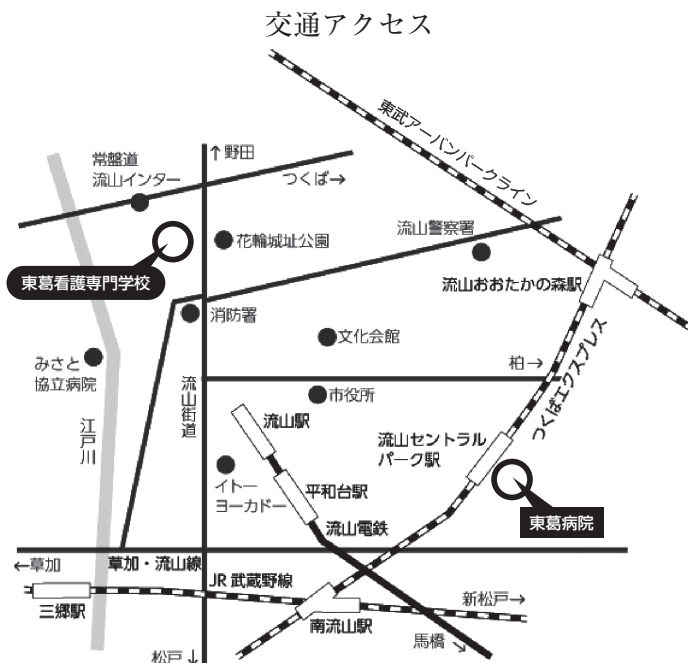 交通アクセス
東武アーバンパークライン
常盤道
流山インター
↑野田
つくば→
花輪城址公園
流山警察署
東葛看護専門学校
流山おおたかの森駅
消防署
文化会館
つくばエクスプレス
みさと
協立病院
柏→
流山街道
市役所
江戸川
流山駅
流山セントラル
パーク駅
イトー
ヨーカドー
平和台駅
東葛病院
流山電鉄
←草加
草加・流山線
JR武蔵野線
三郷駅
新松戸→
南流山駅
馬橋→
松戸↓